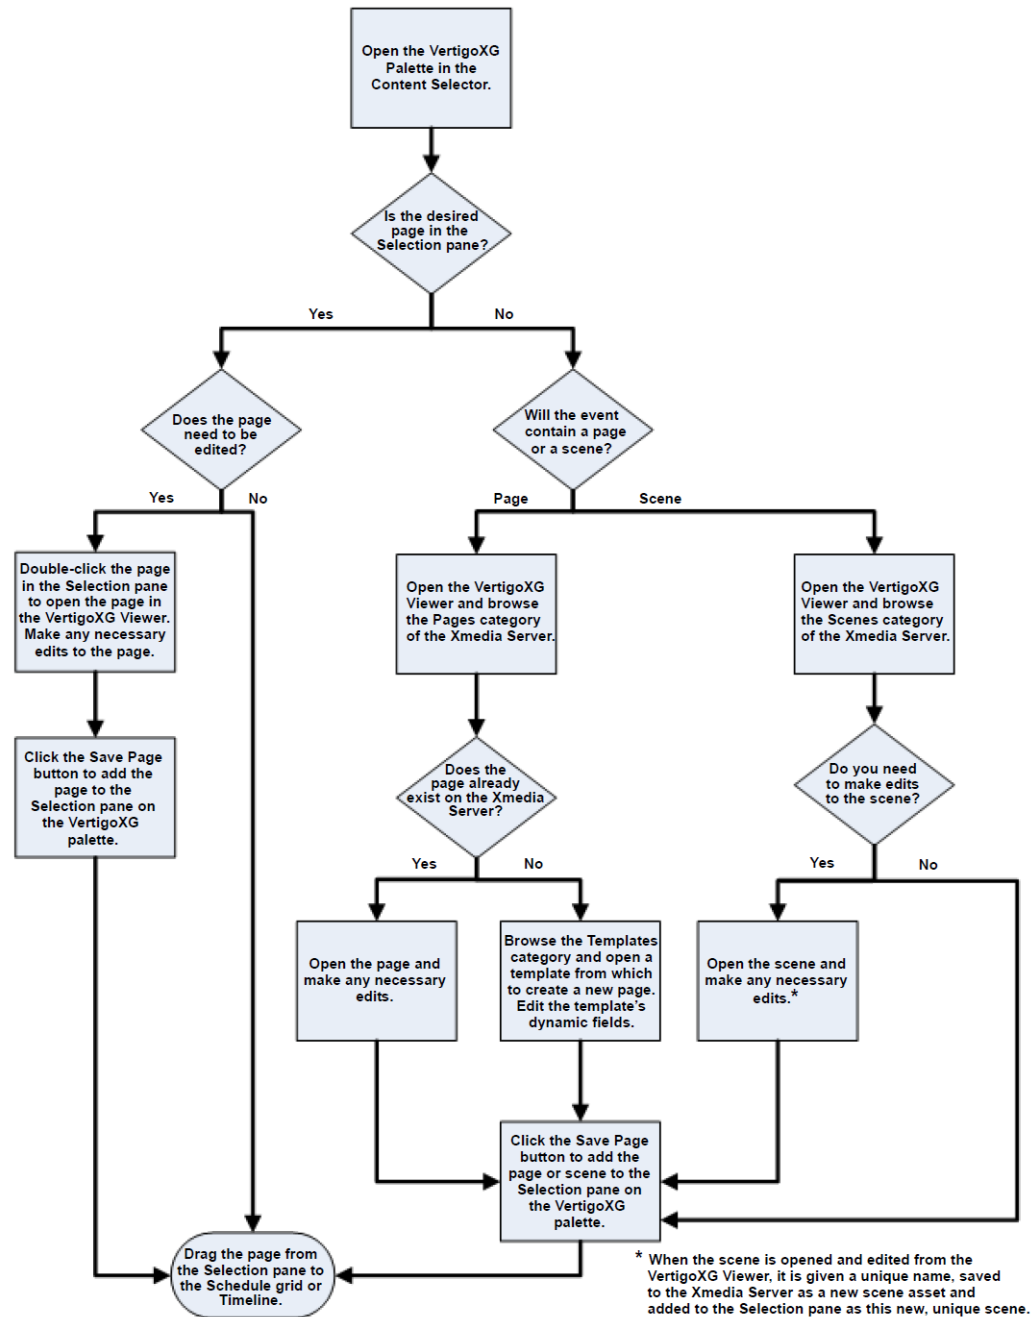 Open the VertigoXG
Palette in the
Content Selector.
Is the desired
page in the
Selection pane?
Yes
No
Does the page
need to be
edited?
Will the event
contain a page
or a scene?
Yes
No
Page
Scene
Double-click the page
in the Selection pane
to open the page in
the VertigoXG Viewer.
Make any necessary
edits to the page.
Open the VertigoXG
Viewer and browse
the Pages category
of the Xmedia Server.
Open the VertigoXG
Viewer and browse
the Scenes category
of the Xmedia Server.
Click the Save Page
button to add the
page to the
Selection pane on
the VertigoXG
palette.
Does the
page already
exist on the Xmedia
Server?
Do you need
to make edits
to the scene?
Yes
No
Yes
No
Open the page and
make any necessary
edits.
Browse the Templates
category and open a
template from which
to create a new page.
Edit the template's
dynamic fields.
Open the scene and
make any necessary
edits.*
Click the Save Page
button to add the
page or scene to the
Selection pane on
the VertigoXG
palette.
Drag the page from
the Selection pane to
the Schedule grid or
Timeline.
* When the scene is opened and edited from the
VertigoXG Viewer, it is given a unique name, saved
to the Xmedia Server as a new scene asset and
added to the Selection pane as this new, unique scene.